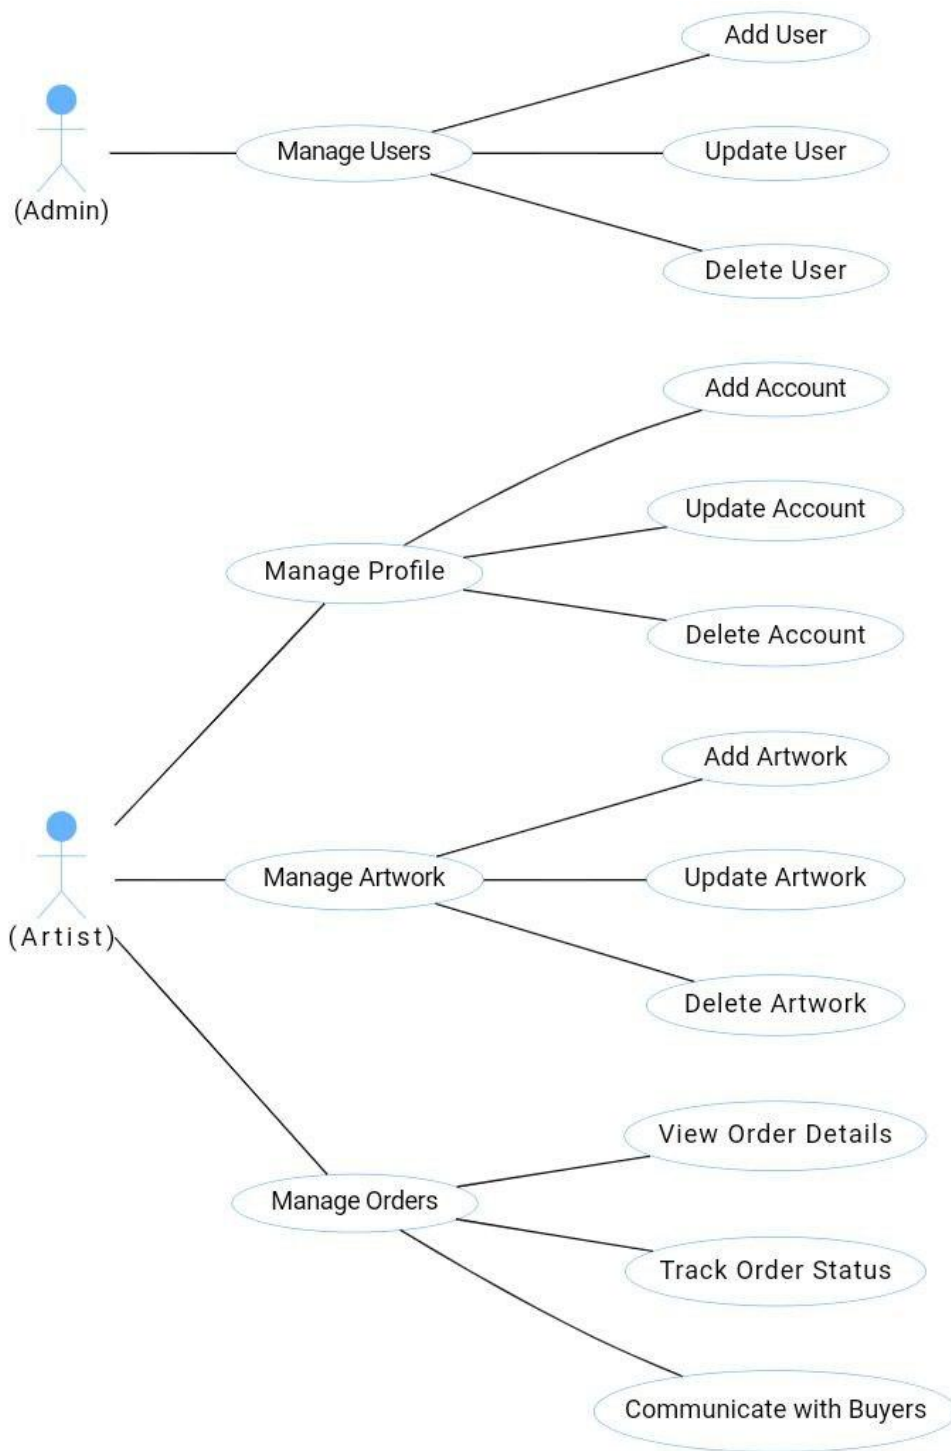 Add User
Manage Users
Update User
(Admin)
Delete User
Add Account
Update Account
Manage Profile
Delete Account
Add Artwork
Manage Artwork
Update Artwork
(Artist)
Delete Artwork
View Order Details
Manage Orders
Track Order Status
Communicate with Buyers